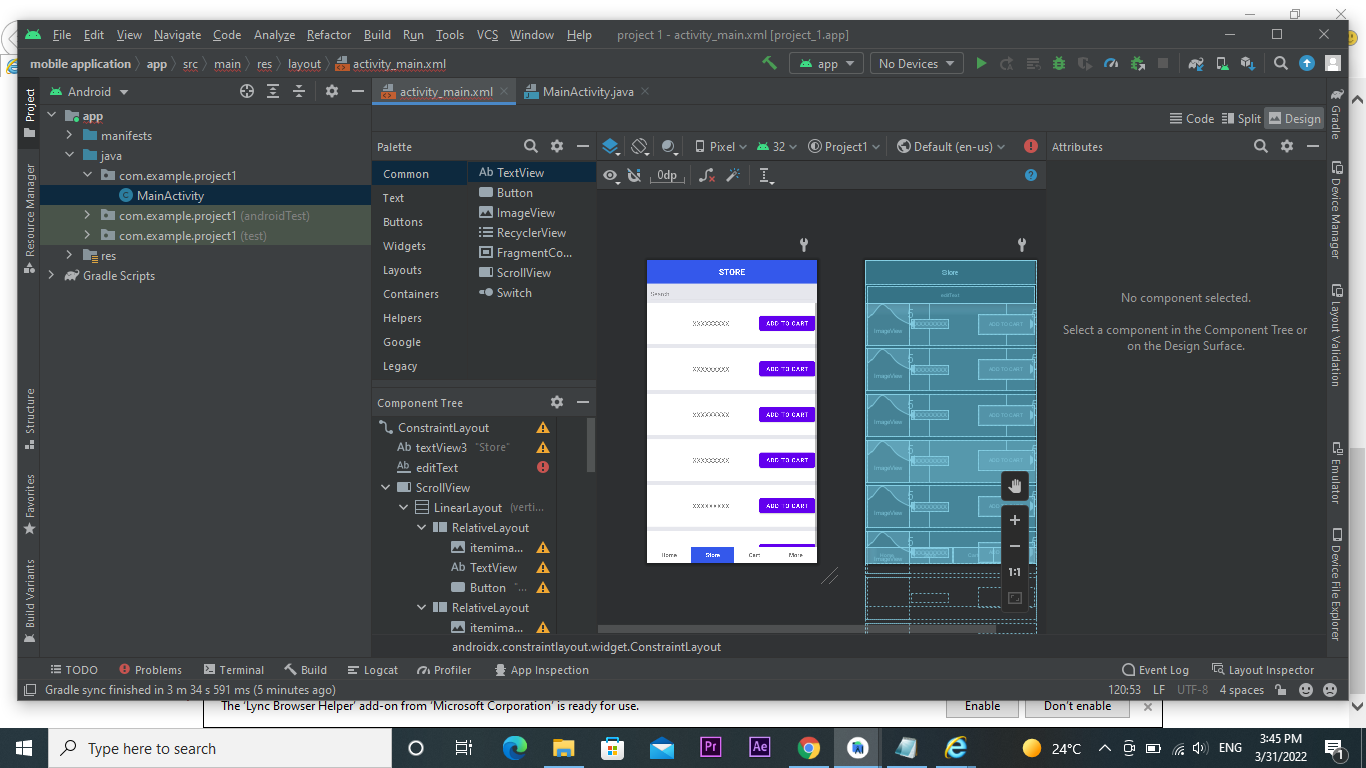 File Edit View Navigate Code Analyze Refactor Build Run Tools VCS Window Help project 1 - activity_main.xml [project_1.app]
mobile application app src main res layout activity_main.xml app No Devices
Project
Android
activity_main.xml MainActivity.java
app
manifests
java
com.example.project1
MainActivity
com.example.project1 (androidTest)
com.example.project1 (test)
res
Gradle Scripts
Resource Manager
Structure
Favorites
Build Variants
Code Split Design
Palette
Common
Text
Buttons
Widgets
Layouts
Containers
Helpers
Google
Legacy
Ab TextView
Button
ImageView
RecyclerView
FragmentCo...
ScrollView
Switch
Component Tree
ConstraintLayout
Ab textView3 "Store"
Ab editText
ScrollView
LinearLayout (verti...
RelativeLayout
itemima...
Ab TextView
Button "...
RelativeLayout
itemima...
Pixel 32 Project1 Default (en-us)
0dp
STORE
Search
XXXXXXXXX ADD TO CART
XXXXXXXXX ADD TO CART
XXXXXXXXX ADD TO CART
XXXXXXXXX ADD TO CART
XXXXXXXXX ADD TO CART
ADD TO CART
Home Store Cart More
Store
editText
ImageView XXXXXXXXX ADD TO CART
ImageView XXXXXXXXX ADD TO CART
ImageView XXXXXXXXX ADD TO CART
ImageView XXXXXXXXX ADD TO CART
ImageView XXXXXXXXX
1:1
Attributes
No component selected.
Select a component in the Component Tree or
on the Design Surface.
Gradle
Device Manager
Layout Validation
Emulator
Device File Explorer
androidx.constraintlayout.widget.ConstraintLayout
TODO Problems Terminal Build Logcat Profiler App Inspection Event Log Layout Inspector
Gradle sync finished in 3 m 34 s 591 ms (5 minutes ago) 120:53 LF UTF-8 4 spaces
The 'Lync Browser Helper' add-on from 'Microsoft Corporation' is ready for use. Enable Don't enable
Type here to search Pr Ae 24°C ENG 3:45 PM
3/31/2022 1